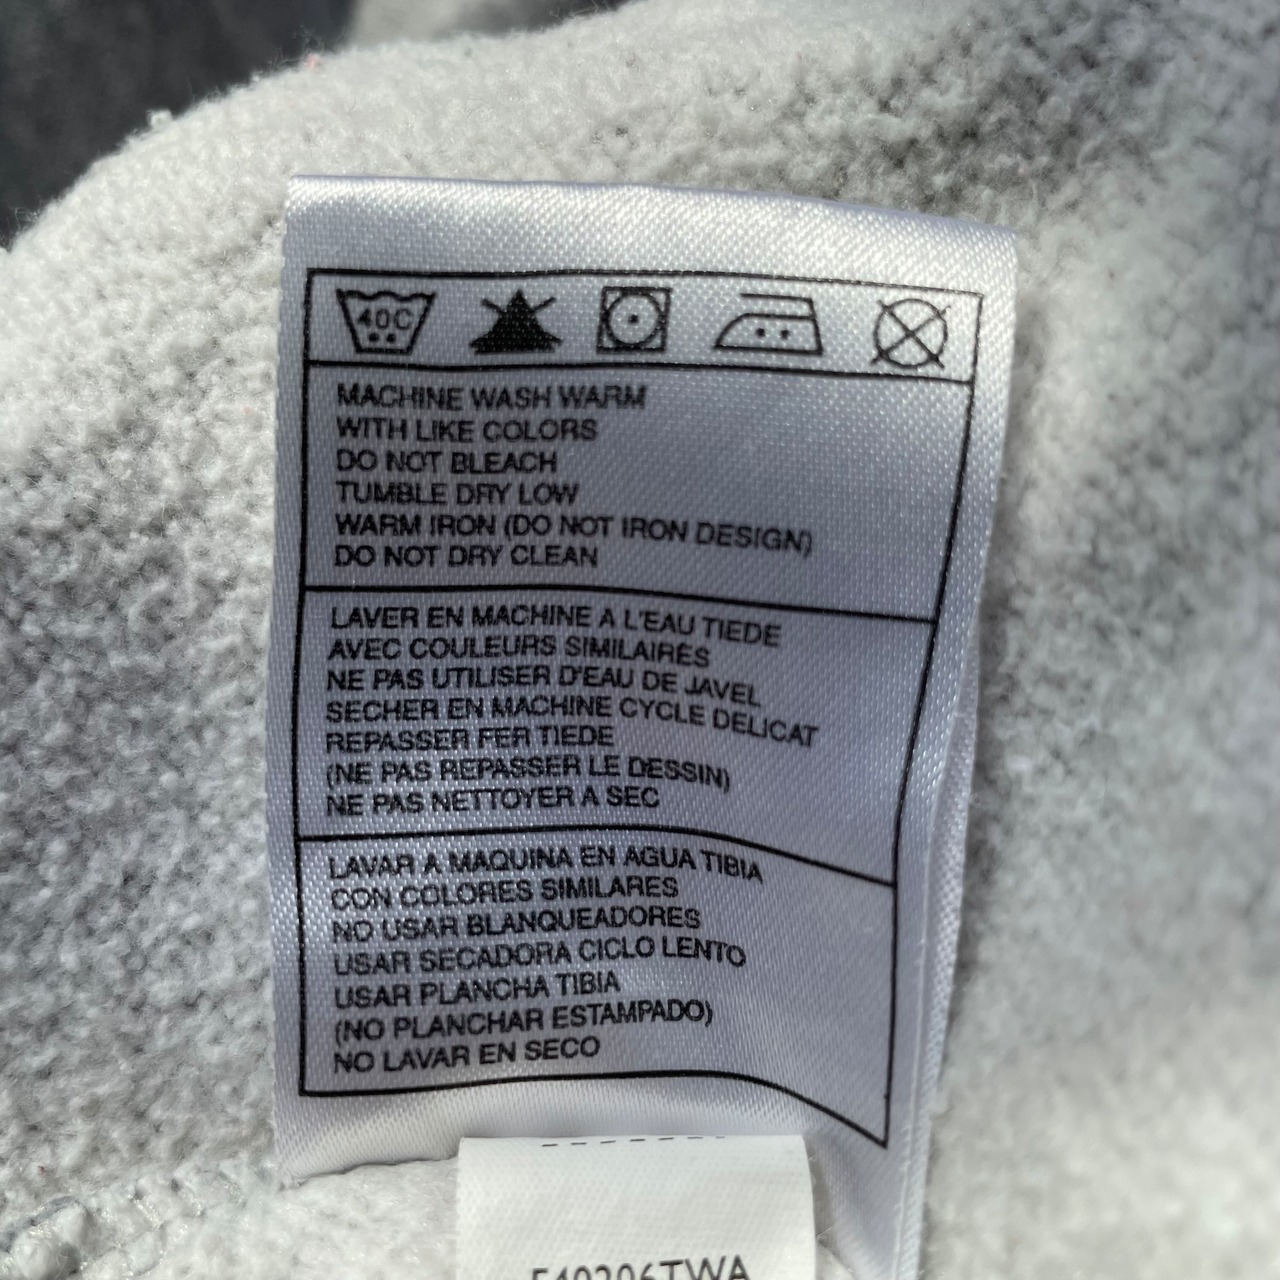 40C
MACHINE WASH WARM
WITH LIKE COLORS
DO NOT BLEACH
TUMBLE DRY LOW
WARM IRON (DO NOT IRON DESIGN)
DO NOT DRY CLEAN
LAVER EN MACHINE A L'EAU TIEDE
AVEC COULEURS SIMILAIRES
NE PAS UTILISER D'EAU DE JAVEL
SECHER EN MACHINE CYCLE DELICAT
REPASSER FER TIEDE
(NE PAS REPASSER LE DESSIN)
NE PAS NETTOYER A SEC
LAVAR A MAQUINA EN AGUA TIBIA
CON COLORES SIMILARES
NO USAR BLANQUEADORES
USAR SECADORA CICLO LENTO
USAR PLANCHA TIBIA
(NO PLANCHAR ESTAMPADO)
NO LAVAR EN SECO